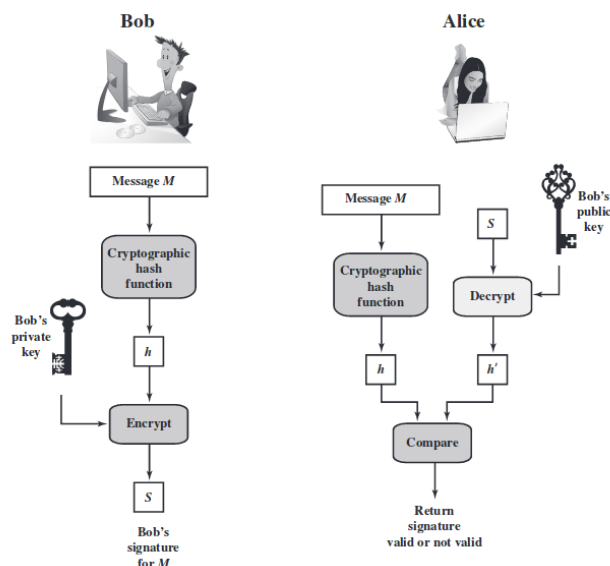 Bob
Message M
Cryptographic
hash
function
Bob's
private
key
h
Encrypt
S
Bob's
signature
for M
Alice
Message M
Bob's
public
key
S
Cryptographic
hash
function
Decrypt
h
h'
Compare
Return
signature
valid or not valid